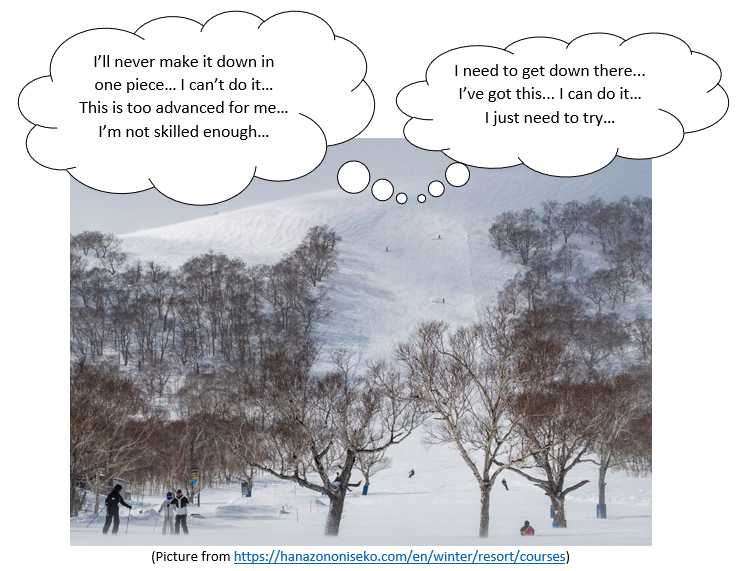 I’ll never make it down in
one piece… I can’t do it…
This is too advanced for me…
I’m not skilled enough…
I need to get down there...
I’ve got this… I can do it…
I just need to try…
(Picture from https://hanazononiseko.com/en/winter/resort/courses)